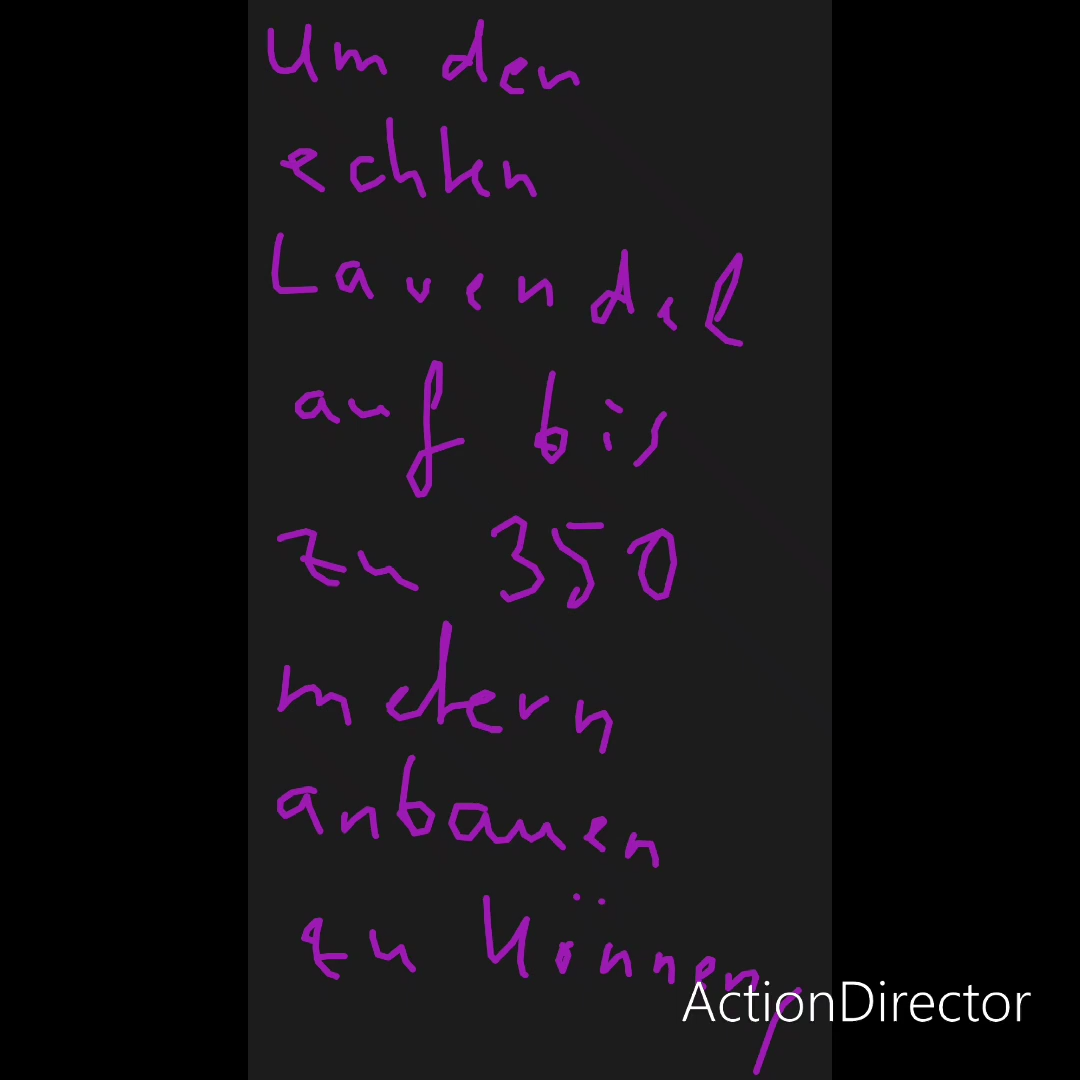 Um den
echten
Lavendel
auf bis
zu 350
metern
anbauen
zu können,
ActionDirector